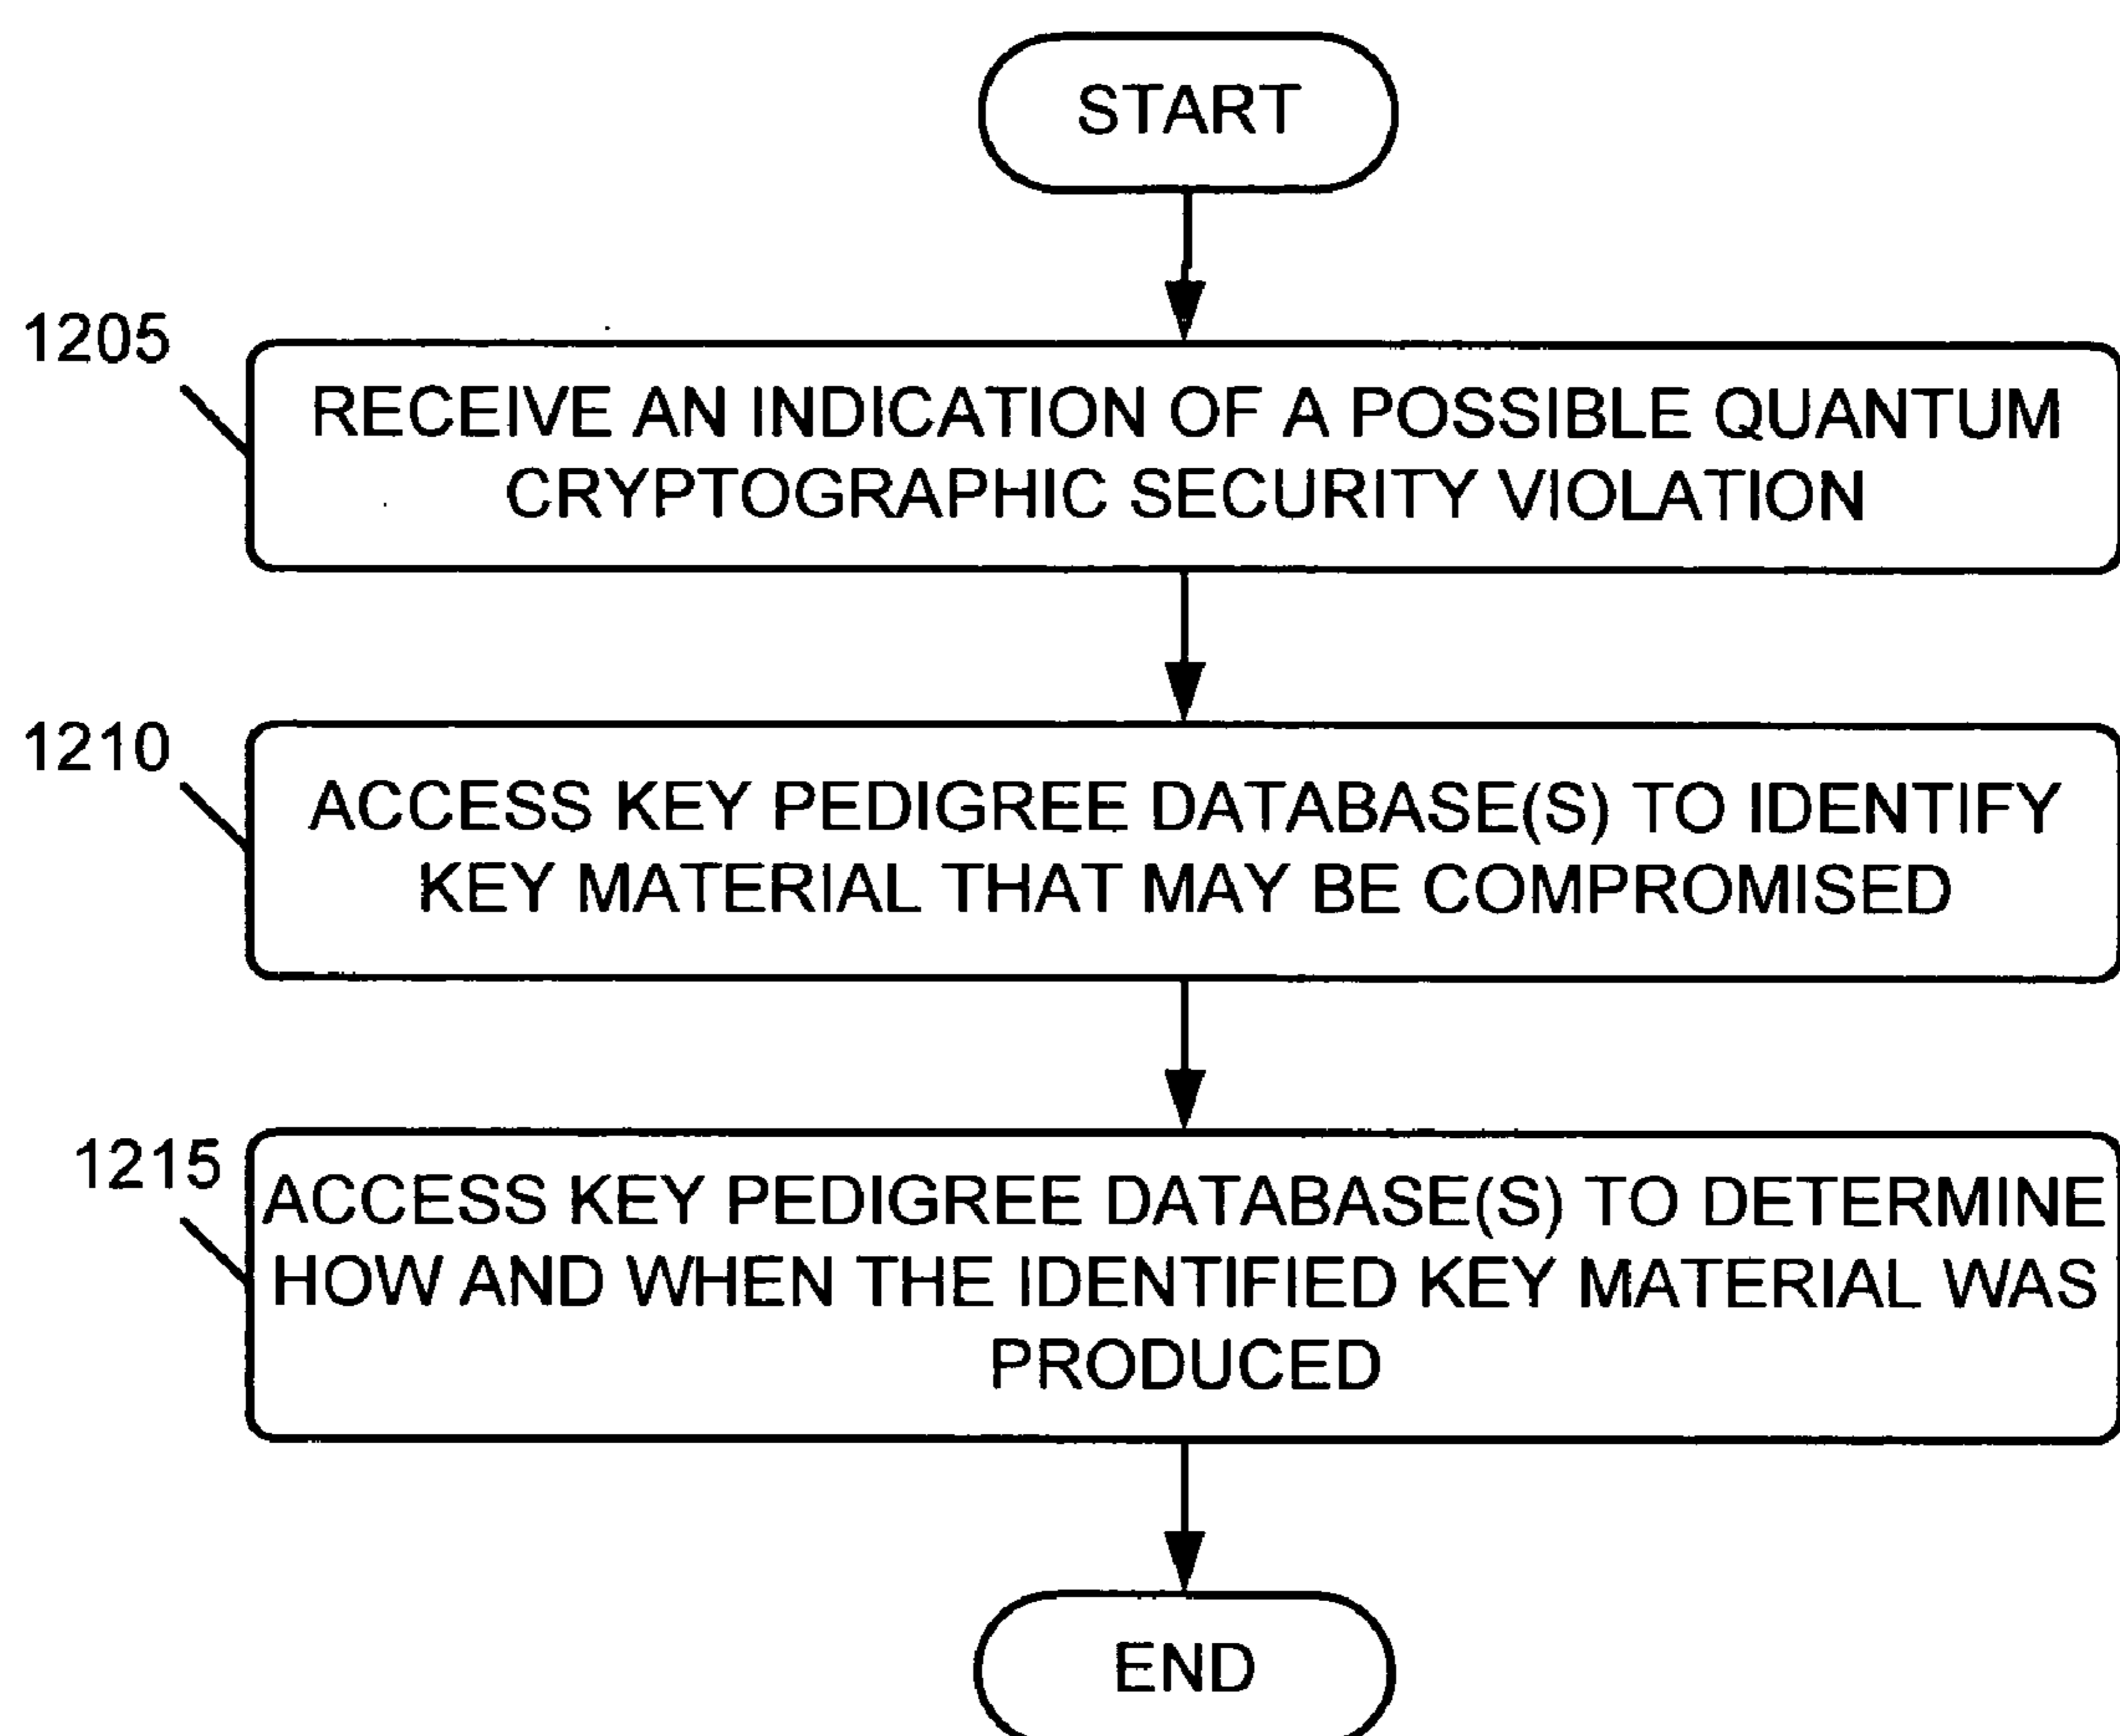 START
1205
RECEIVE AN INDICATION OF A POSSIBLE QUANTUM
CRYPTOGRAPHIC SECURITY VIOLATION
1210
ACCESS KEY PEDIGREE DATABASE(S) TO IDENTIFY
KEY MATERIAL THAT MAY BE COMPROMISED
1215
ACCESS KEY PEDIGREE DATABASE(S) TO DETERMINE
HOW AND WHEN THE IDENTIFIED KEY MATERIAL WAS
PRODUCED
END